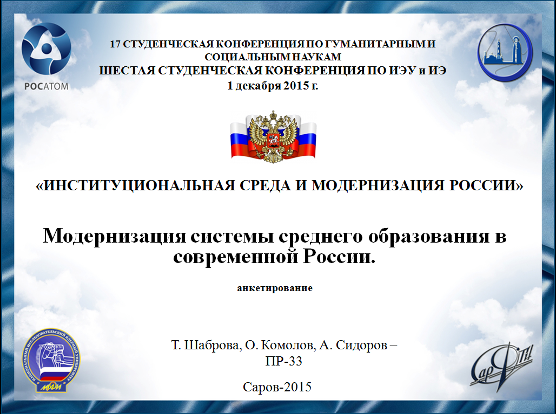 17 СТУДЕНЧЕСКАЯ КОНФЕРЕНЦИЯ ПО ГУМАНИТАРНЫМ И
СОЦИАЛЬНЫМ НАУКАМ
ШЕСТАЯ СТУДЕНЧЕСКАЯ КОНФЕРЕНЦИЯ ПО ИЭУ и ИЭ
1 декабря 2015 г.
РОСАТОМ
«ИНСТИТУЦИОНАЛЬНАЯ СРЕДА И МОДЕРНИЗАЦИЯ РОССИИ»
Модернизация системы среднего образования в
современной России.
анкетирование
Т. Шаброва, О. Комолов, А. Сидоров –
ПР-33
Саров-2015